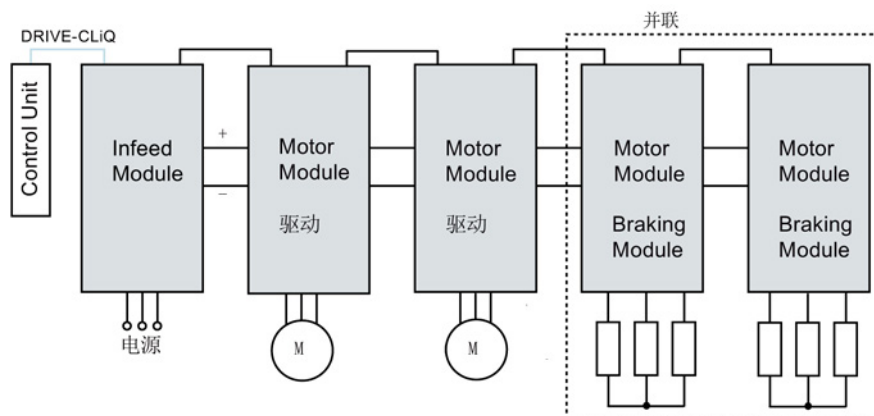 并联
DRIVE-CLiQ
Control Unit
Infeed
Module
+
−
电源
Motor
Module
驱动
M
Motor
Module
驱动
M
Motor
Module
Braking
Module
Motor
Module
Braking
Module